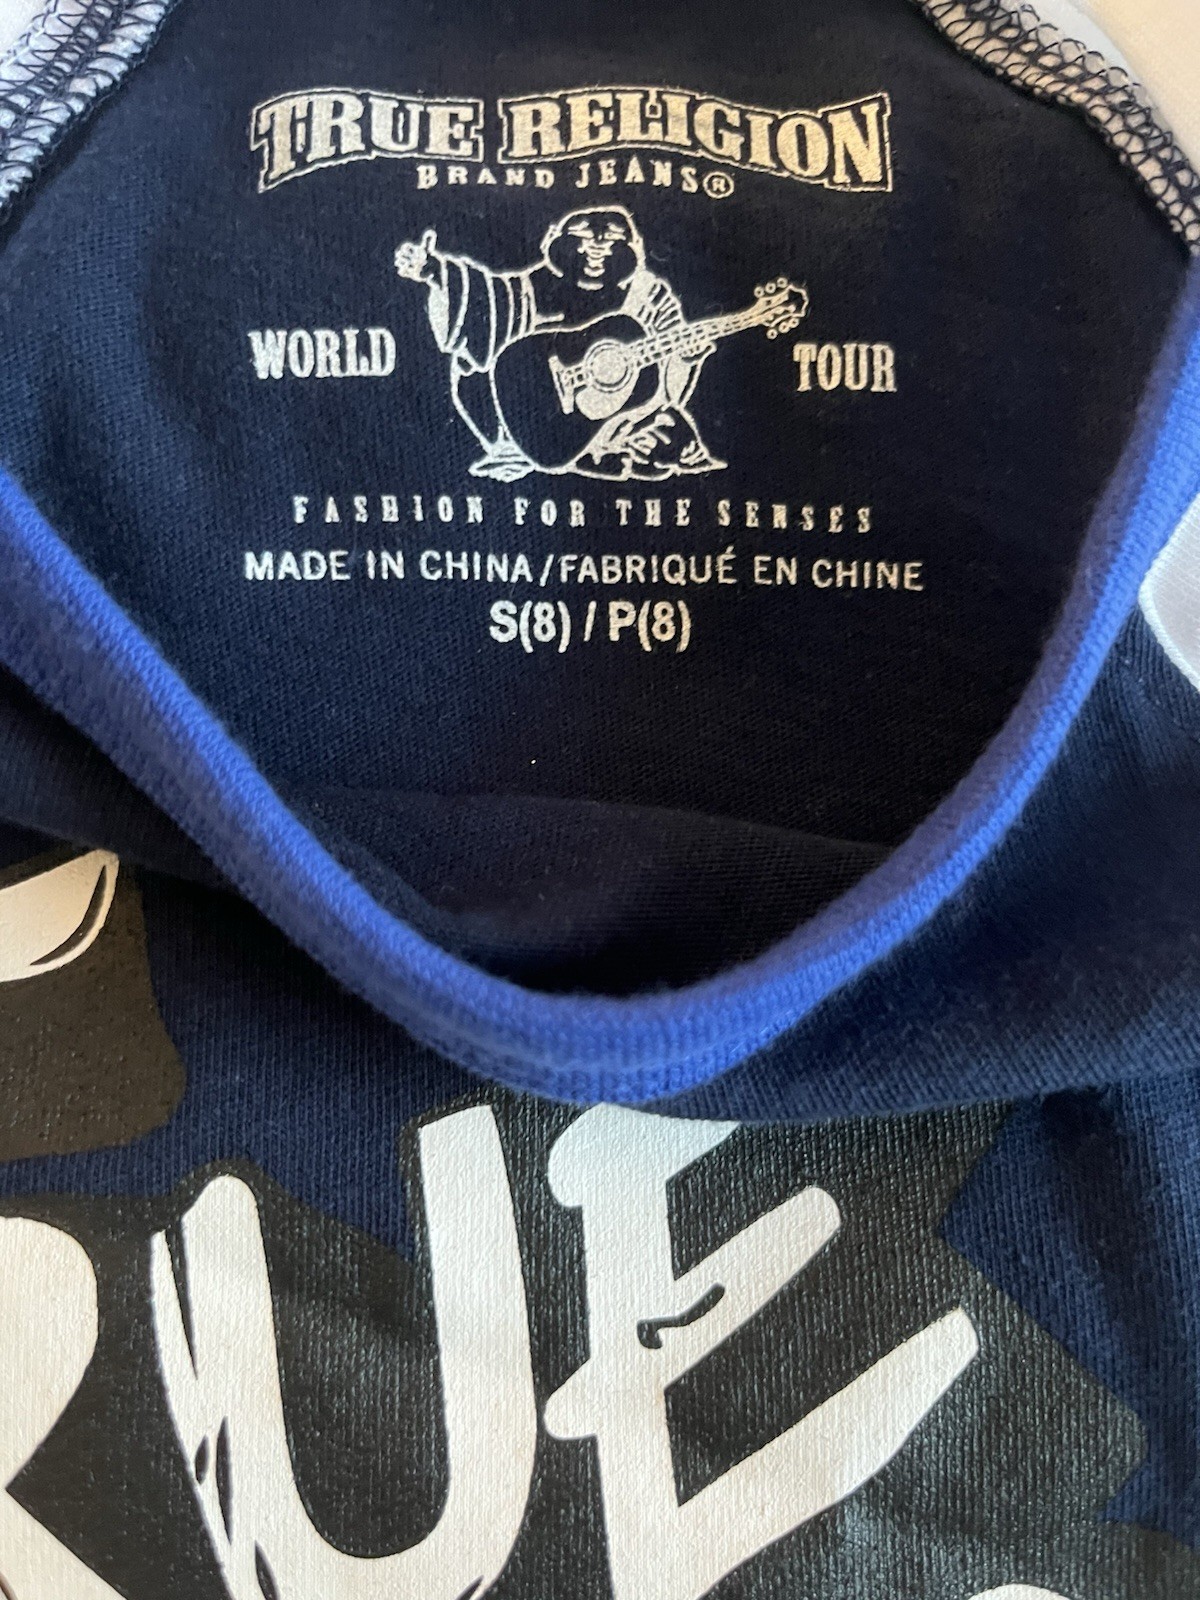 TRUE RELIGION
BRAND JEANS®
WORLD TOUR
FASHION FOR THE SENSES
MADE IN CHINA/FABRIQUÉ EN CHINE
S(8) / P(8)
RUE